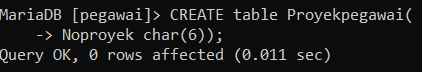 MariaDB [pegawai]> CREATE table Proyekpegawai(
    -> Noproyek char(6));
Query OK, 0 rows affected (0.011 sec)